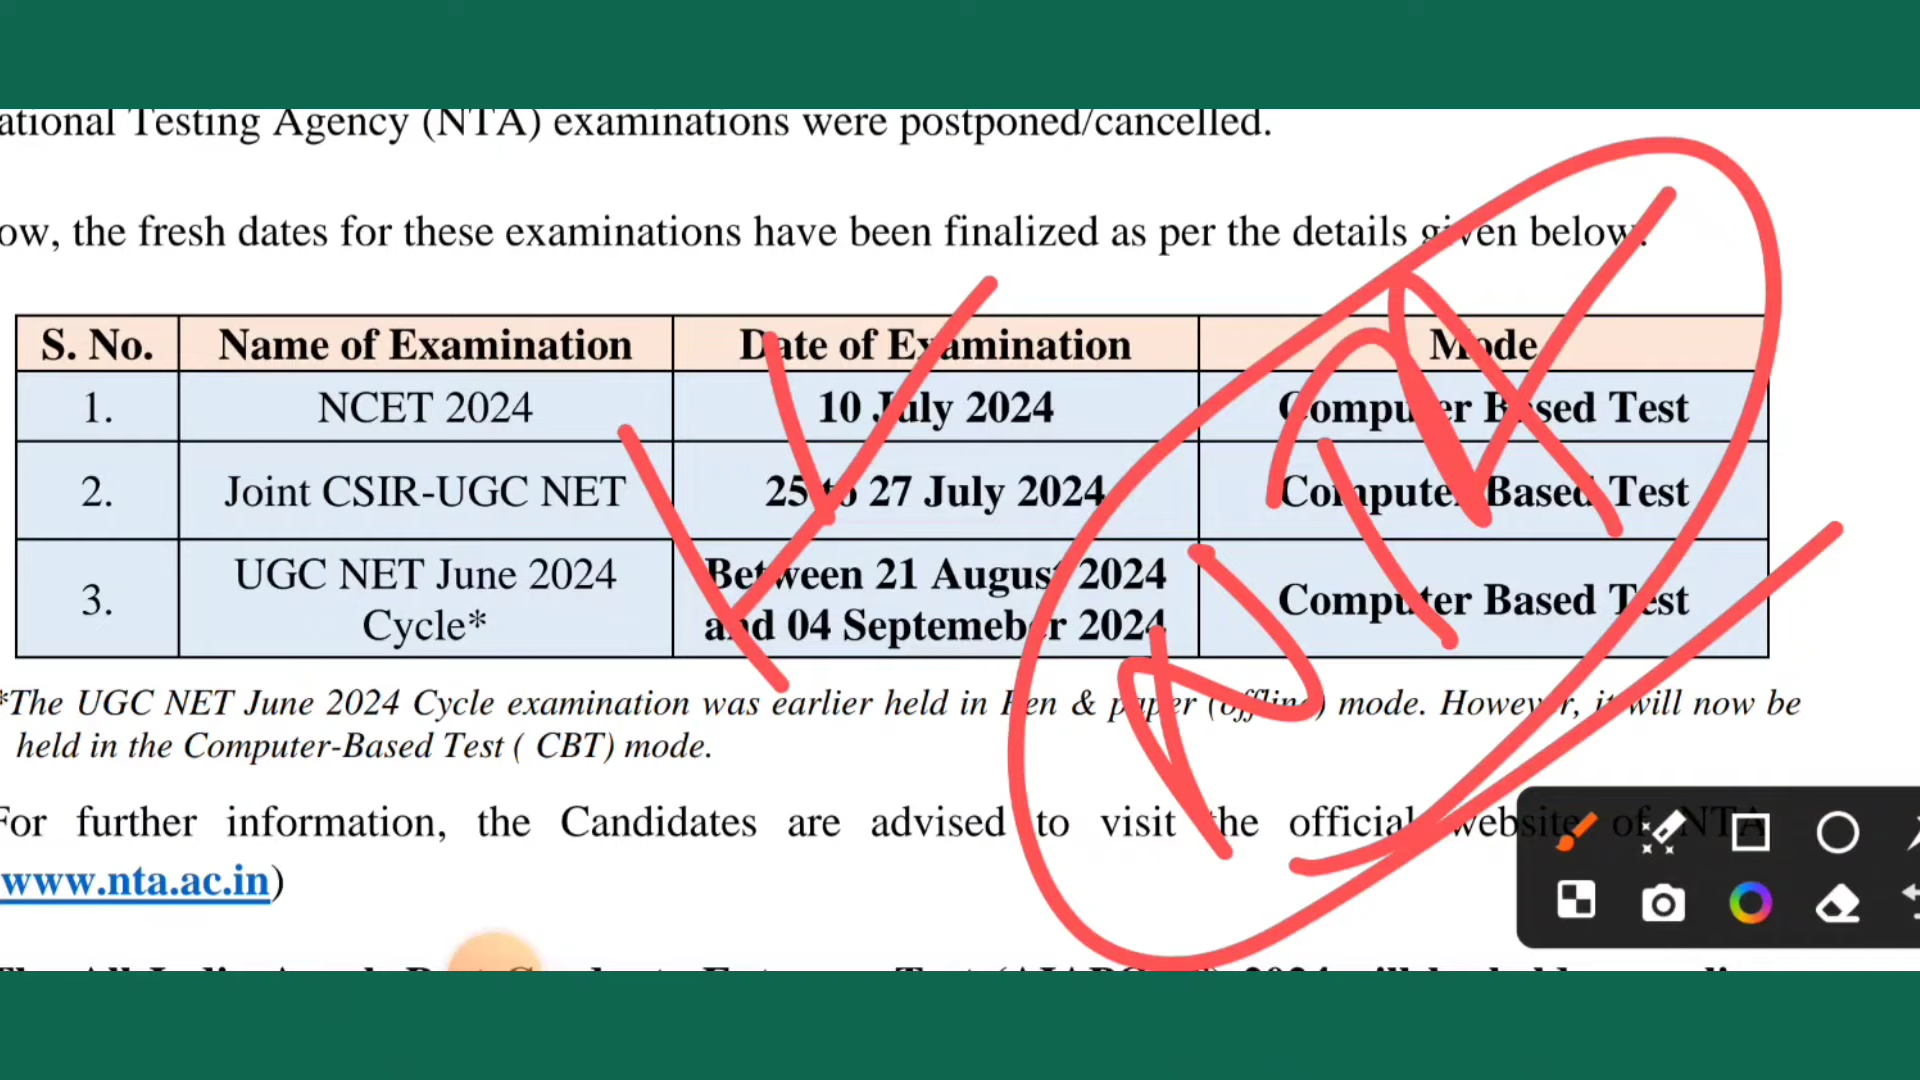 ational Testing Agency (NTA) examinations were postponed/cancelled.
ow, the fresh dates for these examinations have been finalized as per the details given below:
S. No. Name of Examination Date of Examination Mode
1. NCET 2024 10 July 2024 Computer Based Test
2. Joint CSIR-UGC NET 25 to 27 July 2024 Computer Based Test
3. UGC NET June 2024 Cycle* Between 21 August 2024 and 04 Septemeber 2024 Computer Based Test
*The UGC NET June 2024 Cycle examination was earlier held in Pen & paper (offline) mode. However, it will now be
held in the Computer-Based Test ( CBT) mode.
For further information, the Candidates are advised to visit the official website of NTA
www.nta.ac.in)